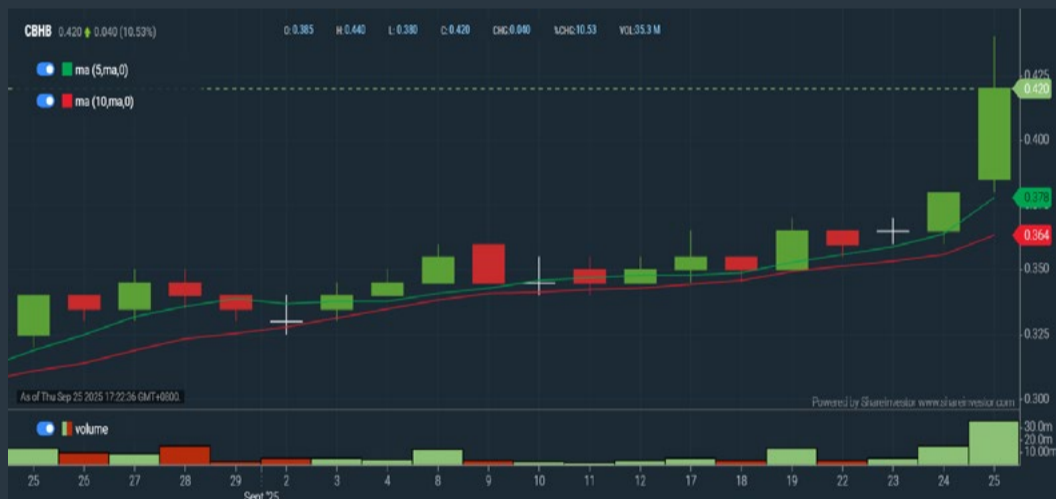 CBHB 0.420 0.040 (10.53%) O: 0.385 H: 0.440 L: 0.380 C: 0.420 CHG:0.040 %CHG:10.53 VOL:35.3 M
ma (5,ma,0)
ma (10,ma,0)
0.425
0.420
0.400
0.378
0.364
0.350
0.325
0.300
As of Thu Sep 25 2025 17:22:36 GMT+0800.
Powered by ShareInvestor www.shareinvestor.com
volume
30.0m
20.0m
10.00m
25 26 27 28 29 2 3 4 8 9 10 11 12 17 18 19 22 23 24 25
Sept '25